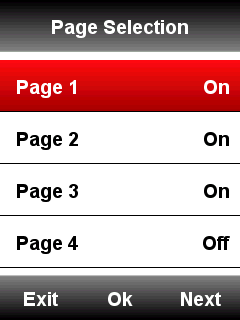 Page Selection
Page 1 On
Page 2 On
Page 3 On
Page 4 Off
Exit Ok Next